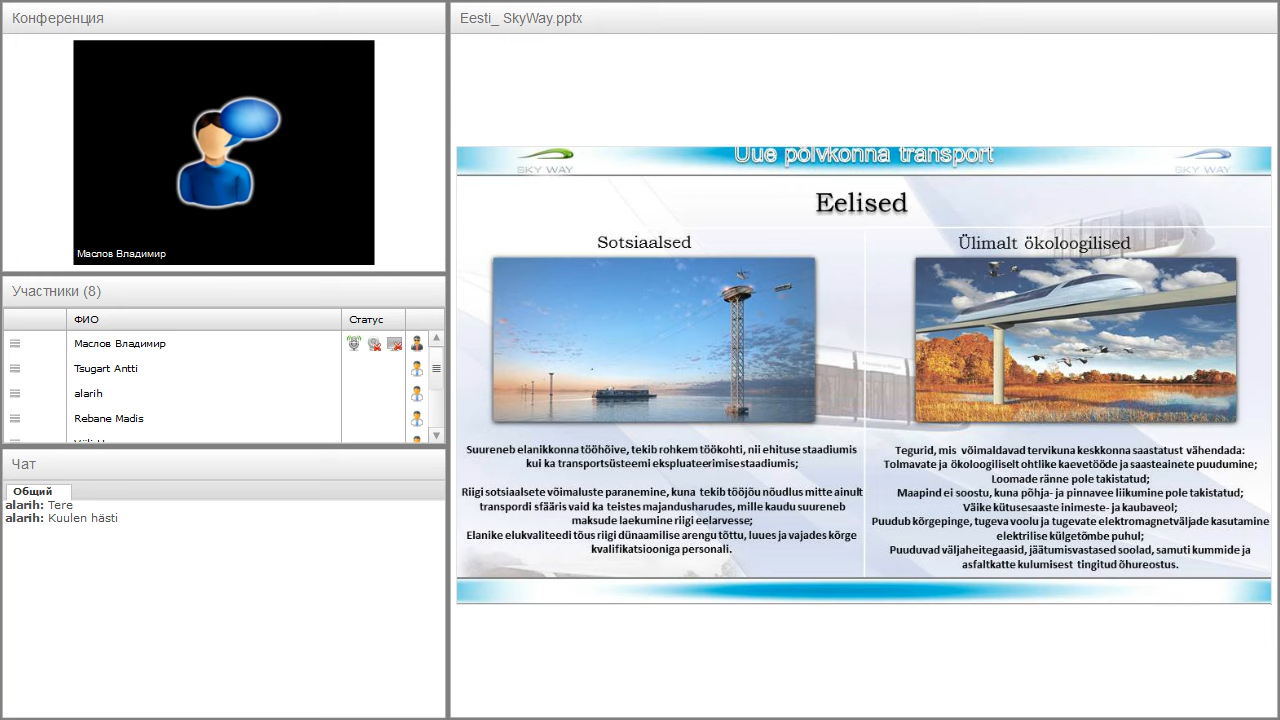 Конференция
Маслов Владимир
Участники (8)
ФИО Статус
Маслов Владимир
Tsugart Antti
alarih
Rebane Madis
Чат
Общий
alarih: Tere
alarih: Kuulen hästi
Eesti_ SkyWay.pptx
SKY WAY
Uue põlvkonna transport
SKY WAY
Eelised
Sotsiaalsed
Suureneb elanikkonna tööhõive, tekib rohkem töökohti, nii ehituse staadiumis
kui ka transportsüsteemi ekspluateerimise staadiumis;
Riigi sotsiaalsete võimaluste paranemine, kuna tekib tööjõu nõudlus mitte ainult
transpordi sfääris vaid ka teistes majandusharudes, mille kaudu suureneb
maksude laekumine riigi eelarvesse;
Elanike elukvaliteedi tõus riigi dünaamilise arengu tõttu, luues ja vajades kõrge
kvalifikatsiooniga personali.
Ülimalt ökoloogilised
Tegurid, mis võimaldavad tervikuna keskkonna saastatust vähendada:
Tolmavate ja ökoloogiliselt ohtlike kaevetööde ja saasteainete puudumine;
Loomade ränne pole takistatud;
Maapind ei soostu, kuna põhja- ja pinnavee liikumine pole takistatud;
Väike kütusesaaste inimeste- ja kaubaveol;
Puudub kõrgepinge, tugeva voolu ja tugevate elektromagnetväljade kasutamine
elektrilise külgetõmbe puhul;
Puuduvad väljaheitegaasid, jäätumisvastased soolad, samuti kummide ja
asfaltkatte kulumisest tingitud õhureostus.